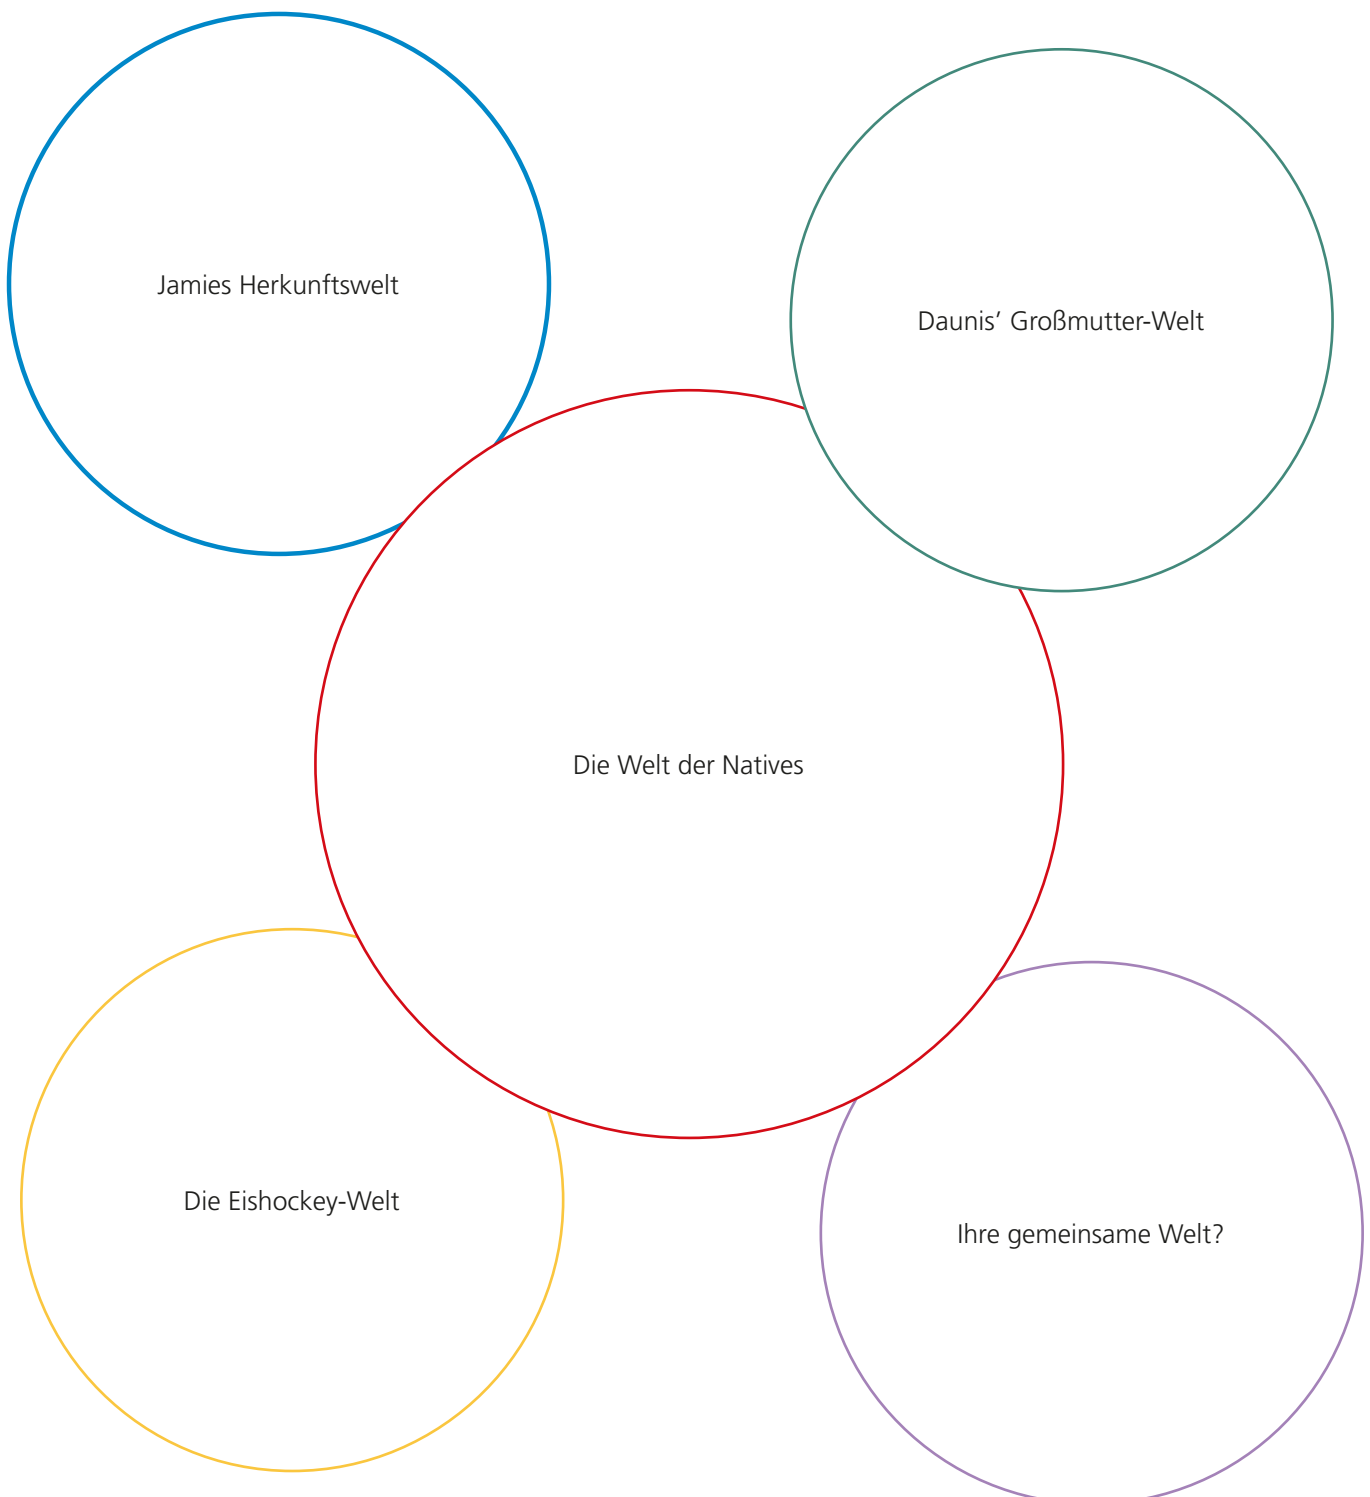 Jamies Herkunftswelt
Daunis‘ Großmutter-Welt
Die Welt der Natives
Die Eishockey-Welt
Ihre gemeinsame Welt?